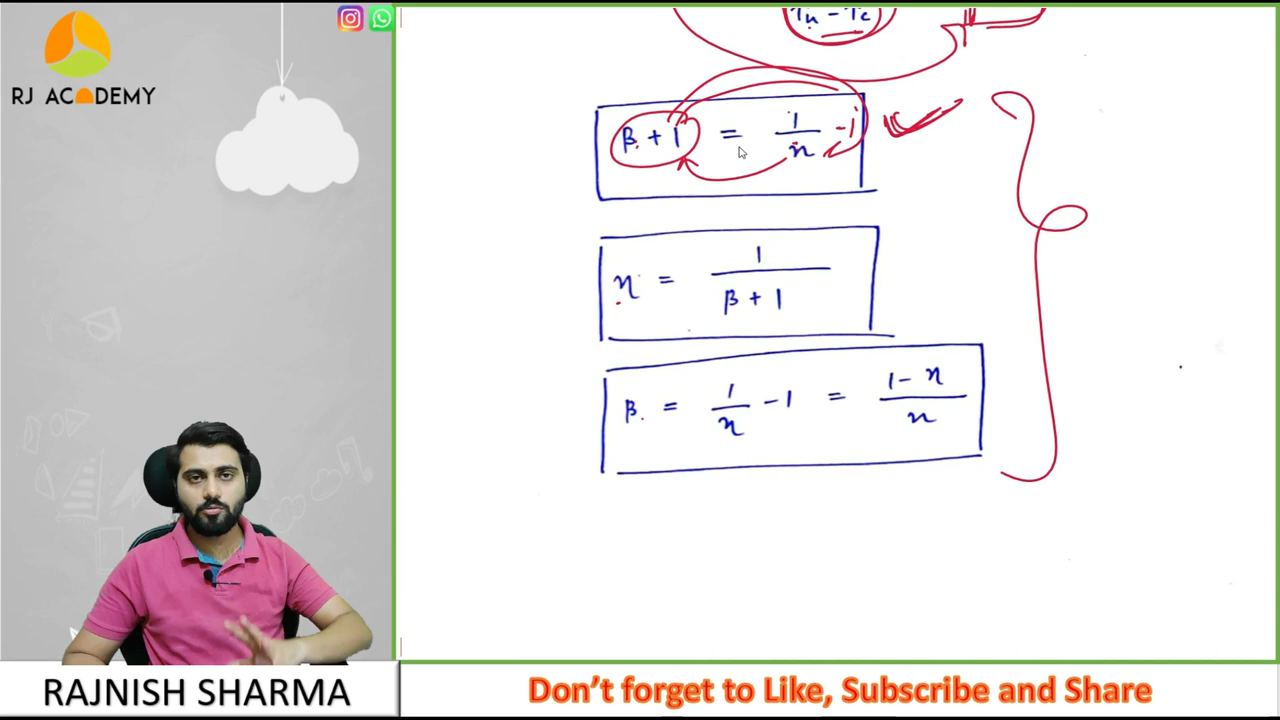 RJ ACADEMY
Tₕ - T꜀
β + 1 = 1/η - 1
η = 1/(β + 1)
β = 1/η - 1 = (1 - η)/η
RAJNISH SHARMA
Don't forget to Like, Subscribe and Share